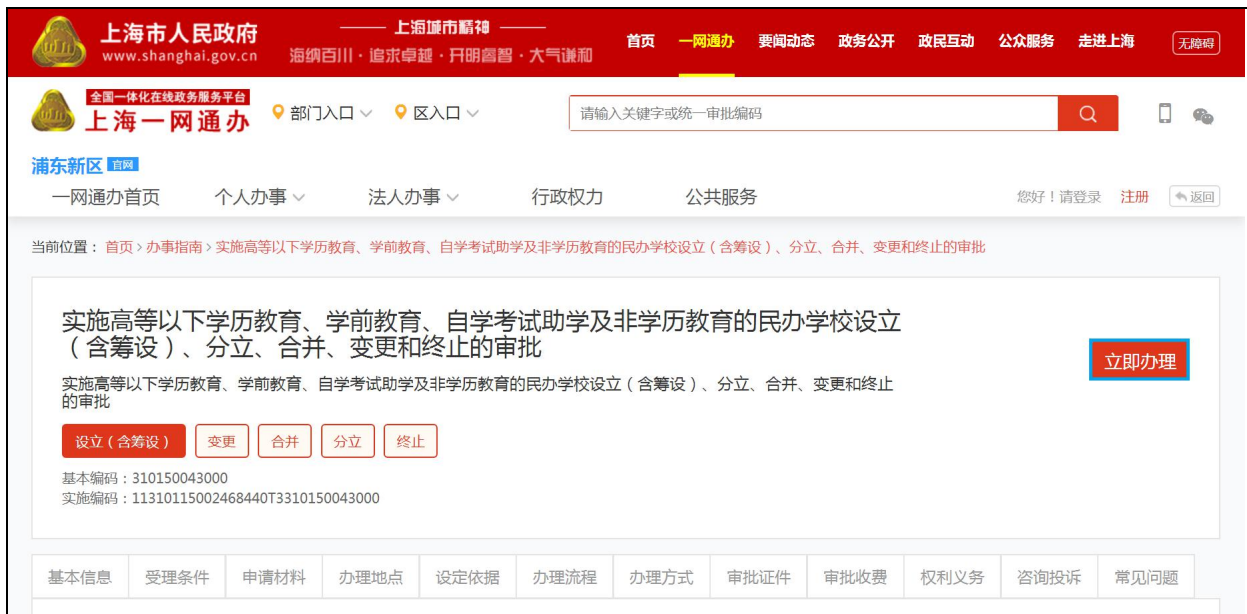 上海市人民政府
www.shanghai.gov.cn
上海城市精神
海纳百川·追求卓越·开明睿智·大气谦和
首页 一网通办 要闻动态 政务公开 政民互动 公众服务 走进上海 无障碍
全国一体化在线政务服务平台
上海一网通办
部门入口 区入口
请输入关键字或统一审批编码
浦东新区 官网
一网通办首页 个人办事 法人办事 行政权力 公共服务 您好！请登录 注册 返回
当前位置：首页>办事指南>实施高等以下学历教育、学前教育、自学考试助学及非学历教育的民办学校设立（含筹设）、分立、合并、变更和终止的审批
实施高等以下学历教育、学前教育、自学考试助学及非学历教育的民办学校设立
（含筹设）、分立、合并、变更和终止的审批
立即办理
实施高等以下学历教育、学前教育、自学考试助学及非学历教育的民办学校设立（含筹设）、分立、合并、变更和终止
的审批
设立（含筹设） 变更 合并 分立 终止
基本编码：310150043000
实施编码：11310115002468440T3310150043000
基本信息 受理条件 申请材料 办理地点 设定依据 办理流程 办理方式 审批证件 审批收费 权利义务 咨询投诉 常见问题